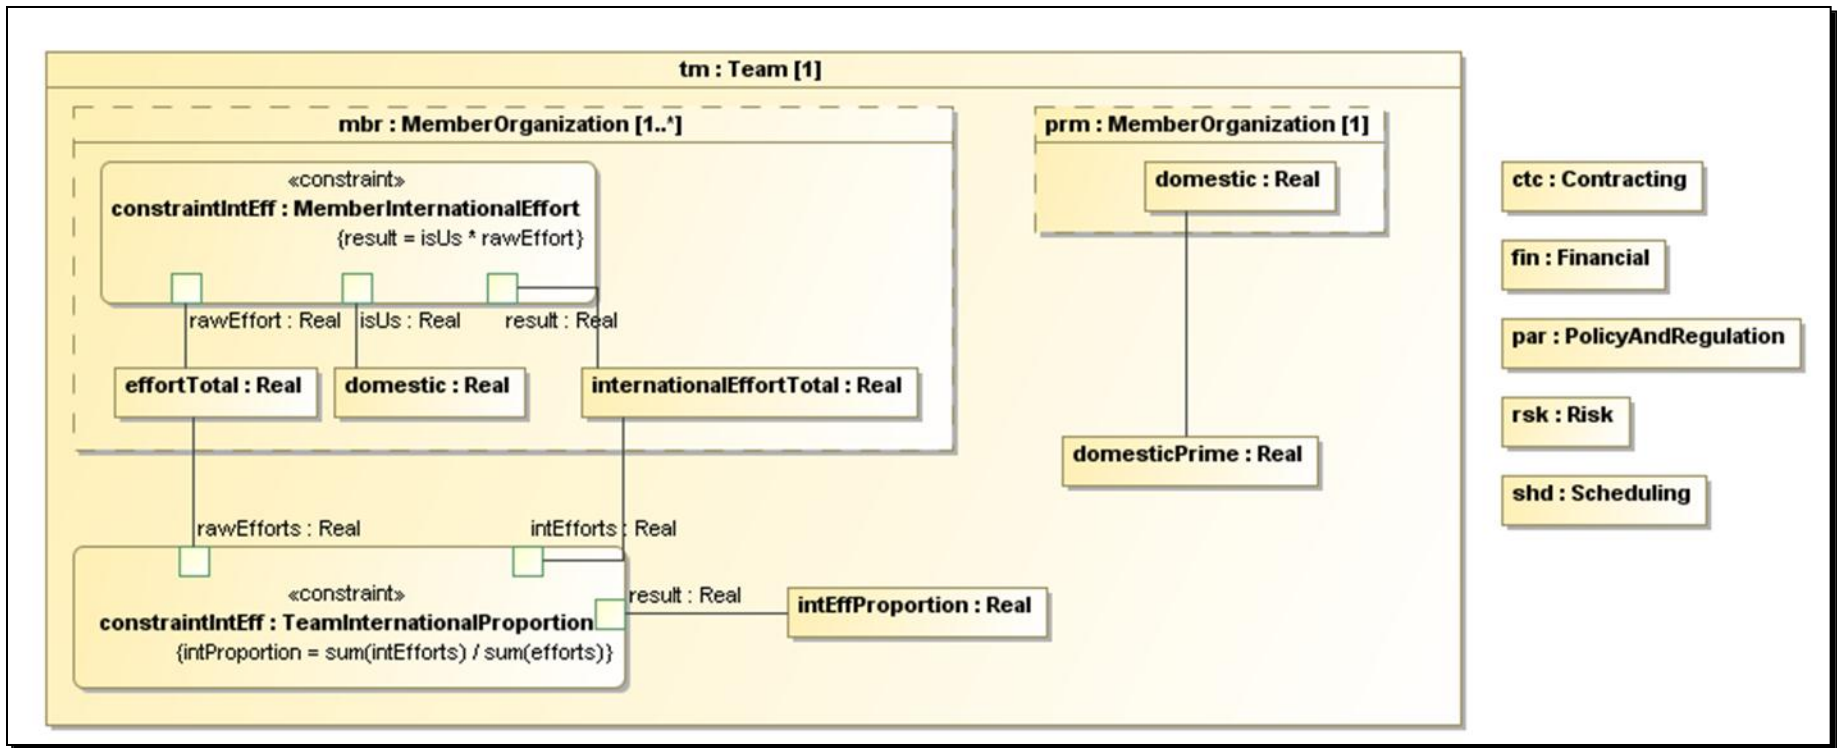 tm : Team [1]
mbr : MemberOrganization [1..*]
«constraint»
constraintIntEff : MemberInternationalEffort
{result = isUs * rawEffort}
rawEffort : Real
isUs : Real
result : Real
effortTotal : Real
domestic : Real
internationalEffortTotal : Real
prm : MemberOrganization [1]
domestic : Real
domesticPrime : Real
rawEfforts : Real
intEfforts : Real
«constraint»
constraintIntEff : TeamInternationalProportion
{intProportion = sum(intEfforts) / sum(efforts)}
result : Real
intEffProportion : Real
ctc : Contracting
fin : Financial
par : PolicyAndRegulation
rsk : Risk
shd : Scheduling